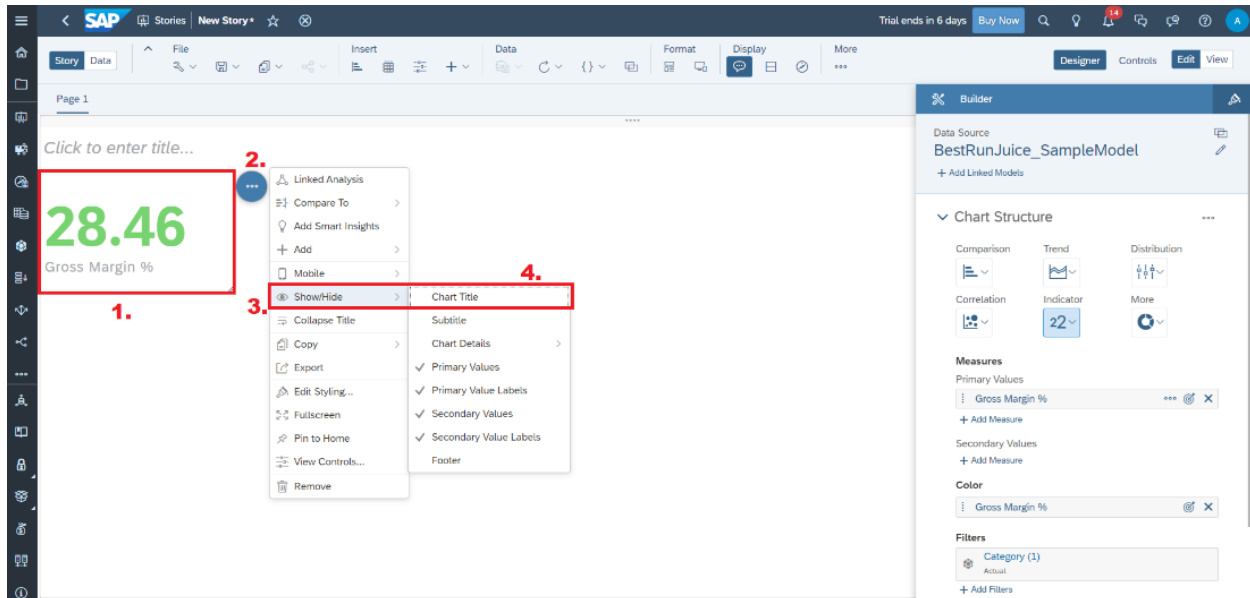 SAP Stories New Story* Trial ends in 6 days Buy Now 14 A
Story Data File Insert Data Format Display More Designer Controls Edit View
Page 1
Builder
Click to enter title...
Data Source
BestRunJuice_SampleModel
+ Add Linked Models
2.
28.46
Gross Margin %
1.
Linked Analysis
Compare To
Add Smart Insights
Add
Mobile
3.
Show/Hide
Collapse Title
Copy
Export
Edit Styling...
Fullscreen
Pin to Home
View Controls...
Remove
4.
Chart Title
Subtitle
Chart Details
Primary Values
Primary Value Labels
Secondary Values
Secondary Value Labels
Footer
Chart Structure
Comparison Trend Distribution
Correlation Indicator More
22
Measures
Primary Values
Gross Margin %
+ Add Measure
Secondary Values
+ Add Measure
Color
Gross Margin %
Filters
Category (1)
Actual
+ Add Filters